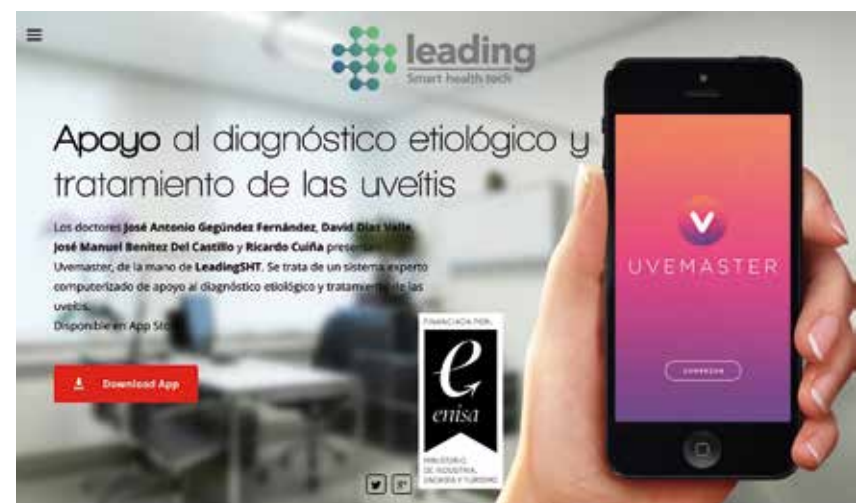 leading
Smart health tech
Apoyo al diagnóstico etiológico y
tratamiento de las uveítis
Los doctores José Antonio Gegúndez Fernández, David Díaz Valle,
José Manuel Benitez Del Castillo y Ricardo Cuiña
Uvemaster, de la mano de LeadingSHT. Se trata de un sistema experto
computerizado de apoyo al diagnóstico etiológico y tratamiento de las
uveítis.
Disponible en App
Download App
FINANCIADA POR:
enisa
MINISTERIO
DE INDUSTRIA,
ENERGÍA Y TURISMO
V
UVEMASTER
COMENZAR